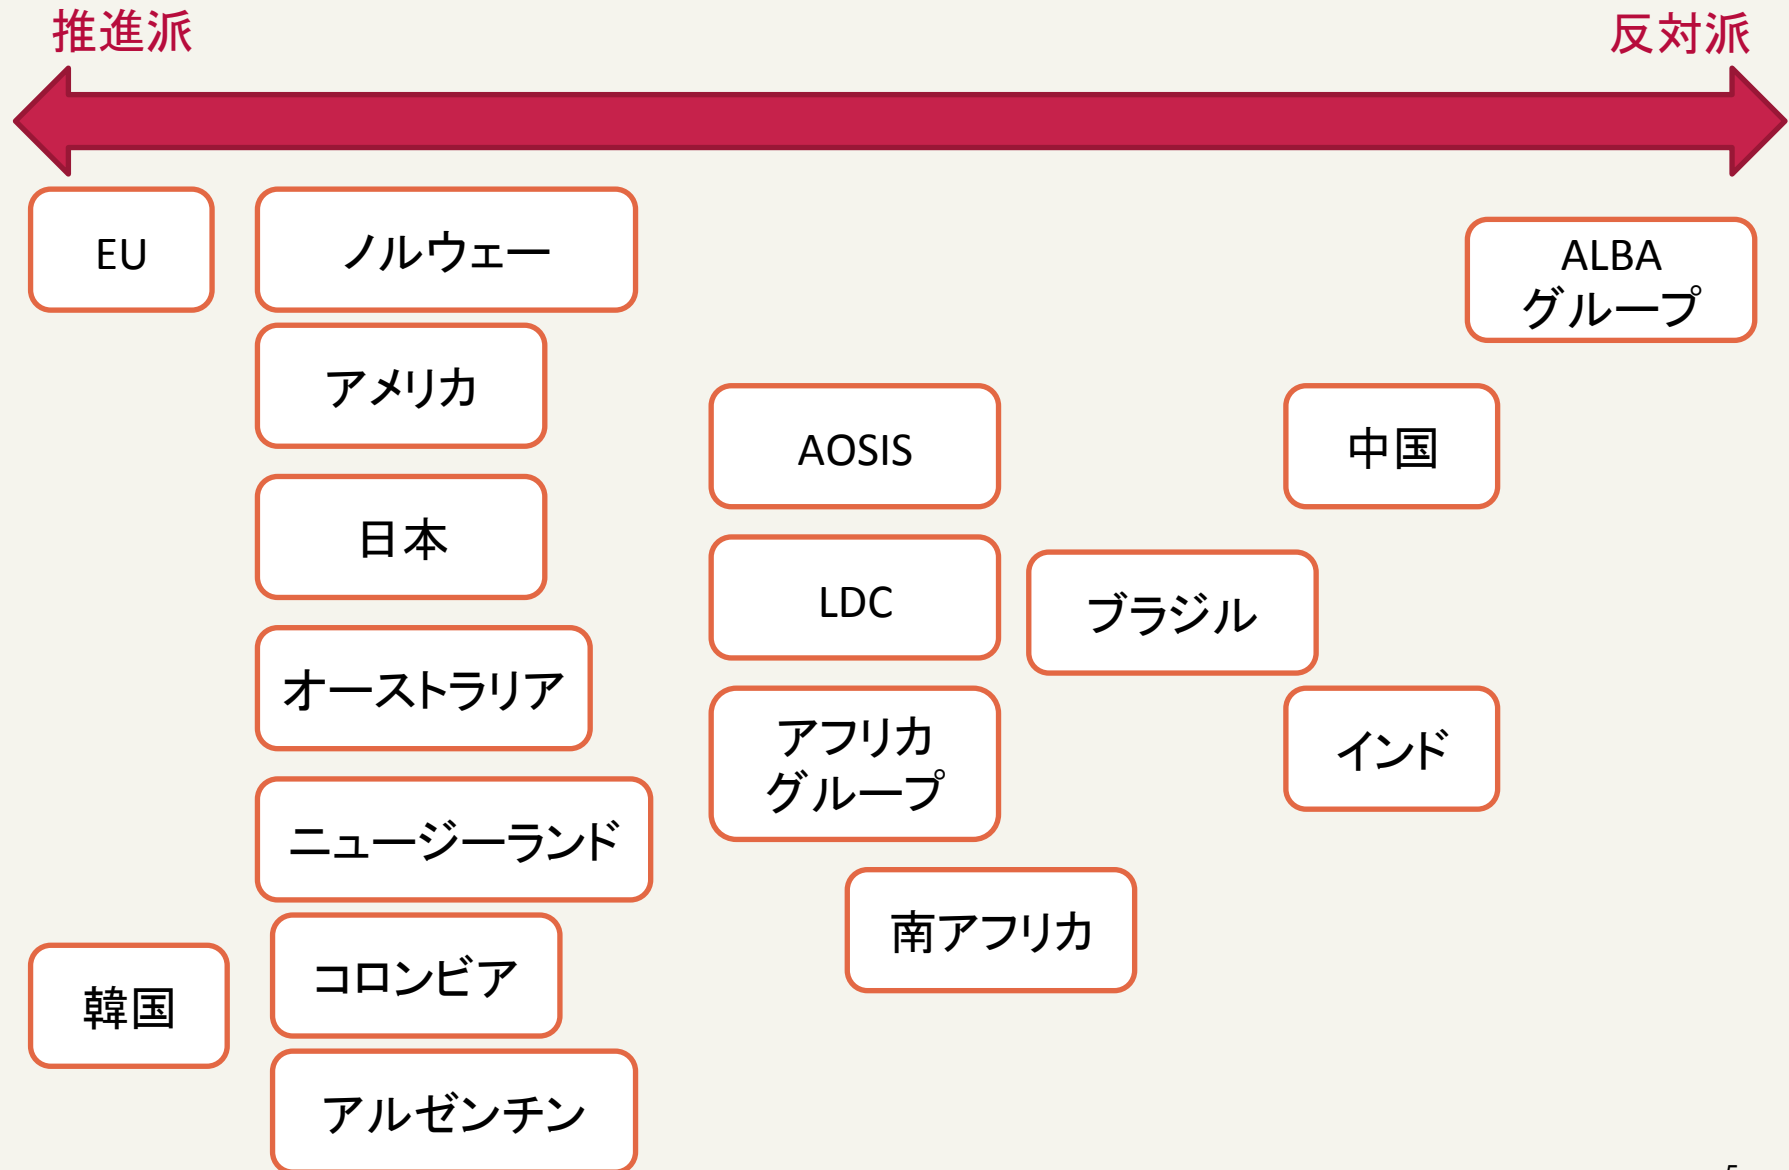 推進派
反対派
EU
ノルウェー
ALBA
グループ
アメリカ
AOSIS
中国
日本
LDC
ブラジル
オーストラリア
アフリカ
グループ
インド
ニュージーランド
南アフリカ
コロンビア
韓国
アルゼンチン
5